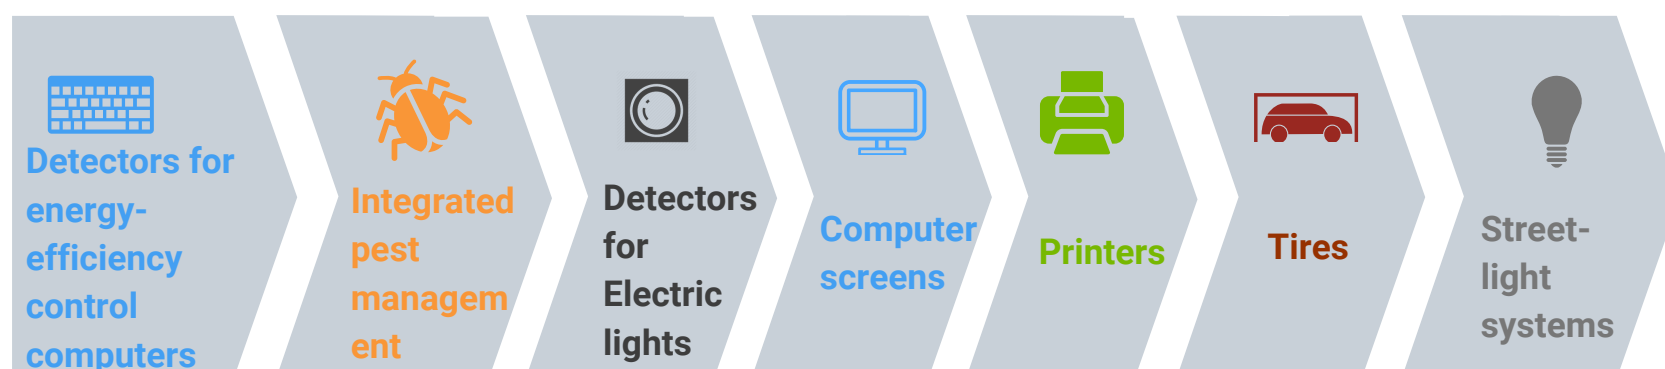 Detectors for
energy-
efficiency
control
computers
Integrated
pest
managem
ent
Detectors
for
Electric
lights
Computer
screens
Printers
Tires
Street-
light
systems